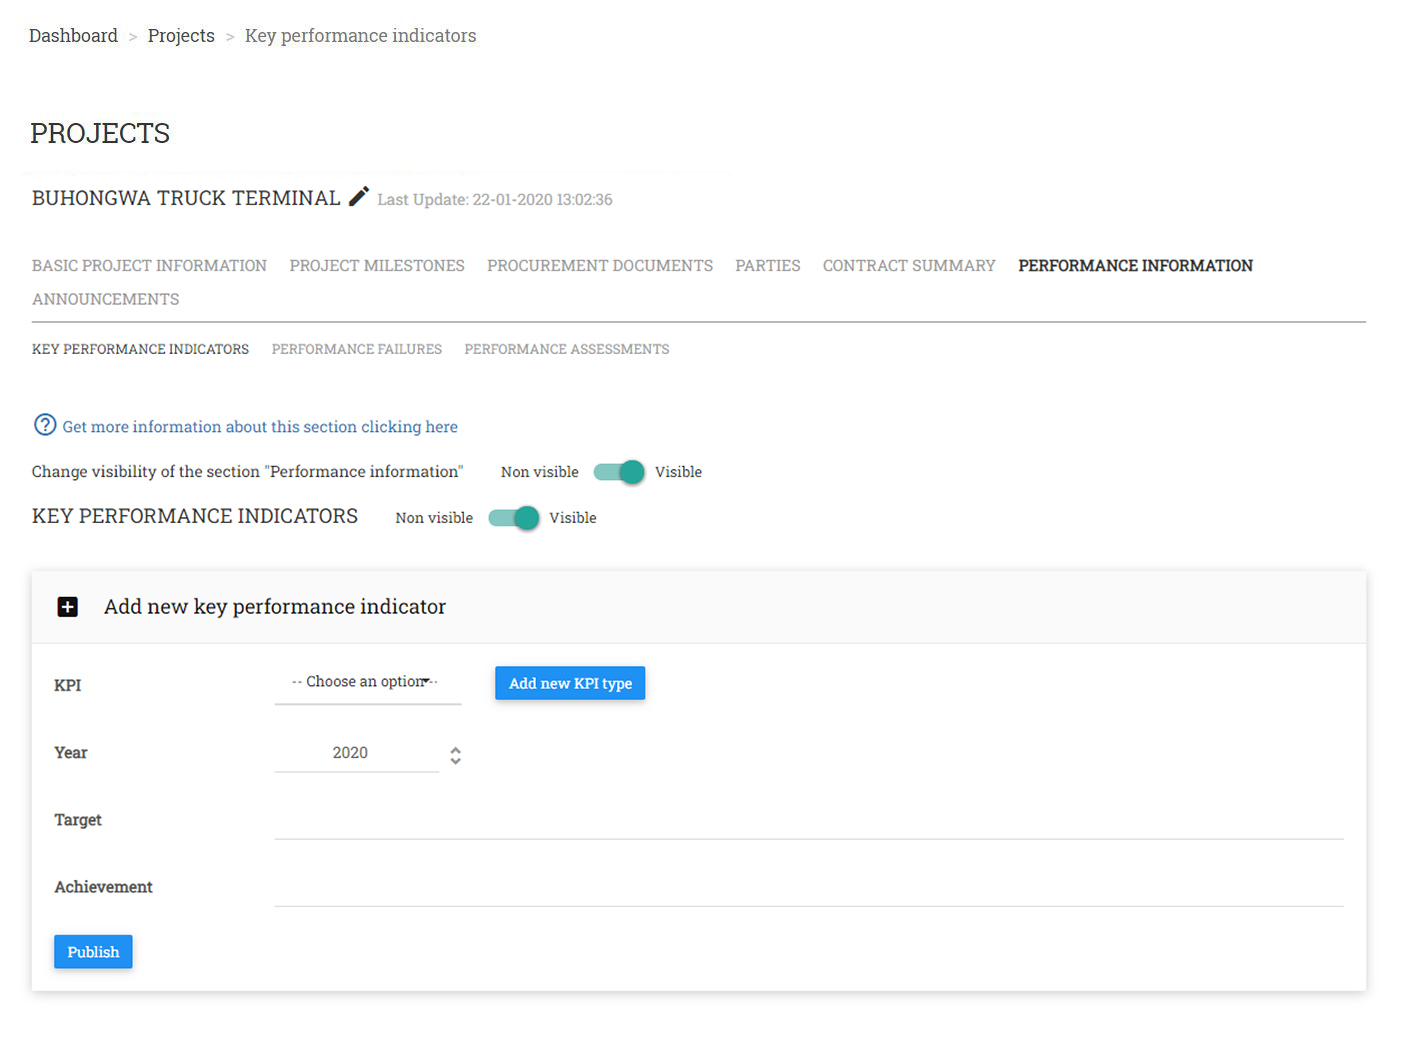 Dashboard > Projects > Key performance indicators
PROJECTS
BUHONGWA TRUCK TERMINAL Last Update: 22-01-2020 13:02:36
BASIC PROJECT INFORMATION PROJECT MILESTONES PROCUREMENT DOCUMENTS PARTIES CONTRACT SUMMARY PERFORMANCE INFORMATION
ANNOUNCEMENTS
KEY PERFORMANCE INDICATORS PERFORMANCE FAILURES PERFORMANCE ASSESSMENTS
Get more information about this section clicking here
Change visibility of the section "Performance information" Non visible Visible
KEY PERFORMANCE INDICATORS Non visible Visible
Add new key performance indicator
KPI -- Choose an option -- Add new KPI type
Year 2020
Target
Achievement
Publish